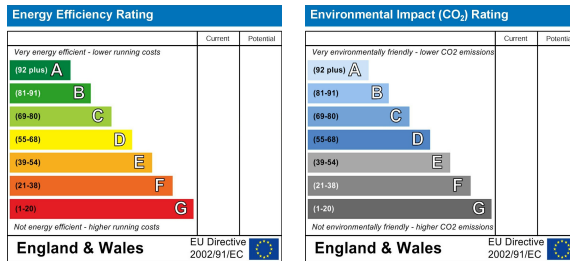 Energy Efficiency Rating
Current Potential
Very energy efficient - lower running costs
(92 plus) A
(81-91) B
(69-80) C
(55-68) D
(39-54) E
(21-38) F
(1-20) G
Not energy efficient - higher running costs
England & Wales
EU Directive
2002/91/EC
Environmental Impact (CO2) Rating
Current Potential
Very environmentally friendly - lower CO2 emissions
(92 plus) A
(81-91) B
(69-80) C
(55-68) D
(39-54) E
(21-38) F
(1-20) G
Not environmentally friendly - higher CO2 emissions
England & Wales
EU Directive
2002/91/EC